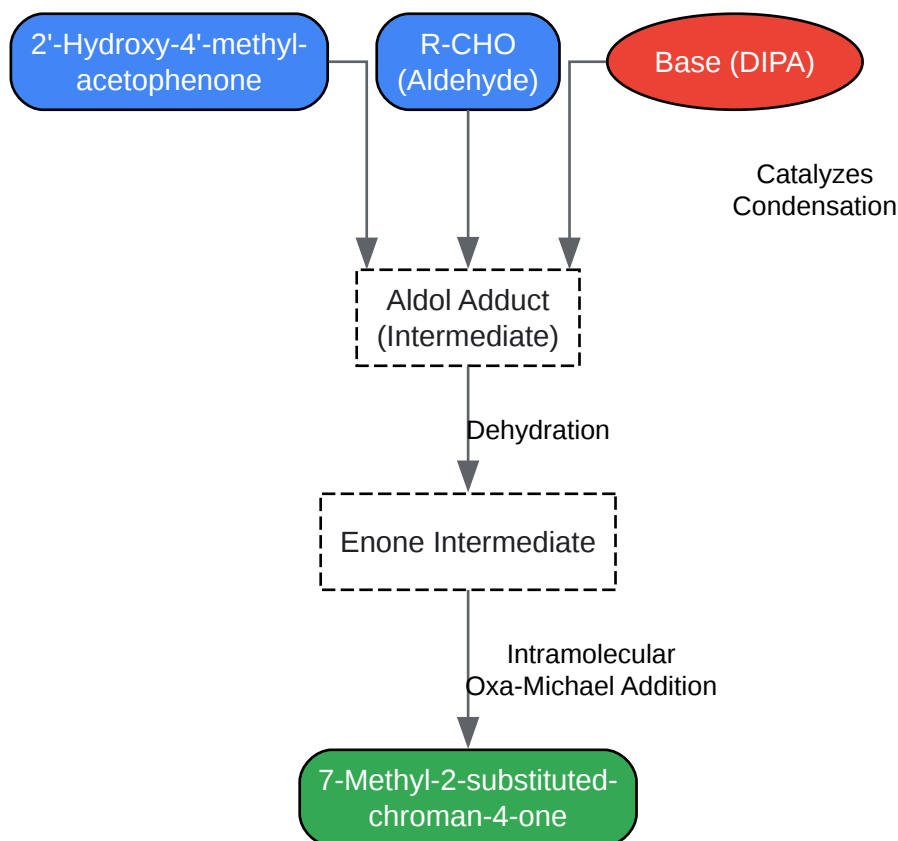 2'-Hydroxy-4'-methyl-
acetophenone
R-CHO
(Aldehyde)
Base (DIPA)
Catalyzes
Condensation
Aldol Adduct
(Intermediate)
Dehydration
Enone Intermediate
Intramolecular
Oxa-Michael Addition
7-Methyl-2-substituted-
chroman-4-one